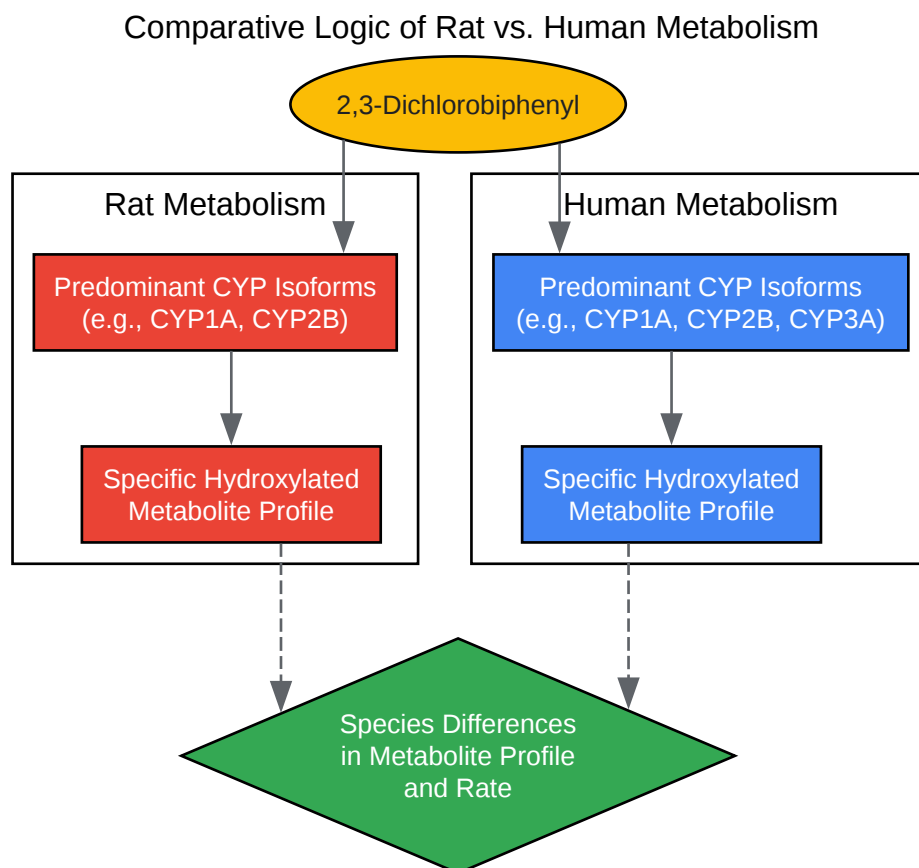 Comparative Logic of Rat vs. Human Metabolism
2,3-Dichlorobiphenyl
Rat Metabolism
Predominant CYP Isoforms
(e.g., CYP1A, CYP2B)
Specific Hydroxylated
Metabolite Profile
Human Metabolism
Predominant CYP Isoforms
(e.g., CYP1A, CYP2B, CYP3A)
Specific Hydroxylated
Metabolite Profile
Species Differences
in Metabolite Profile
and Rate